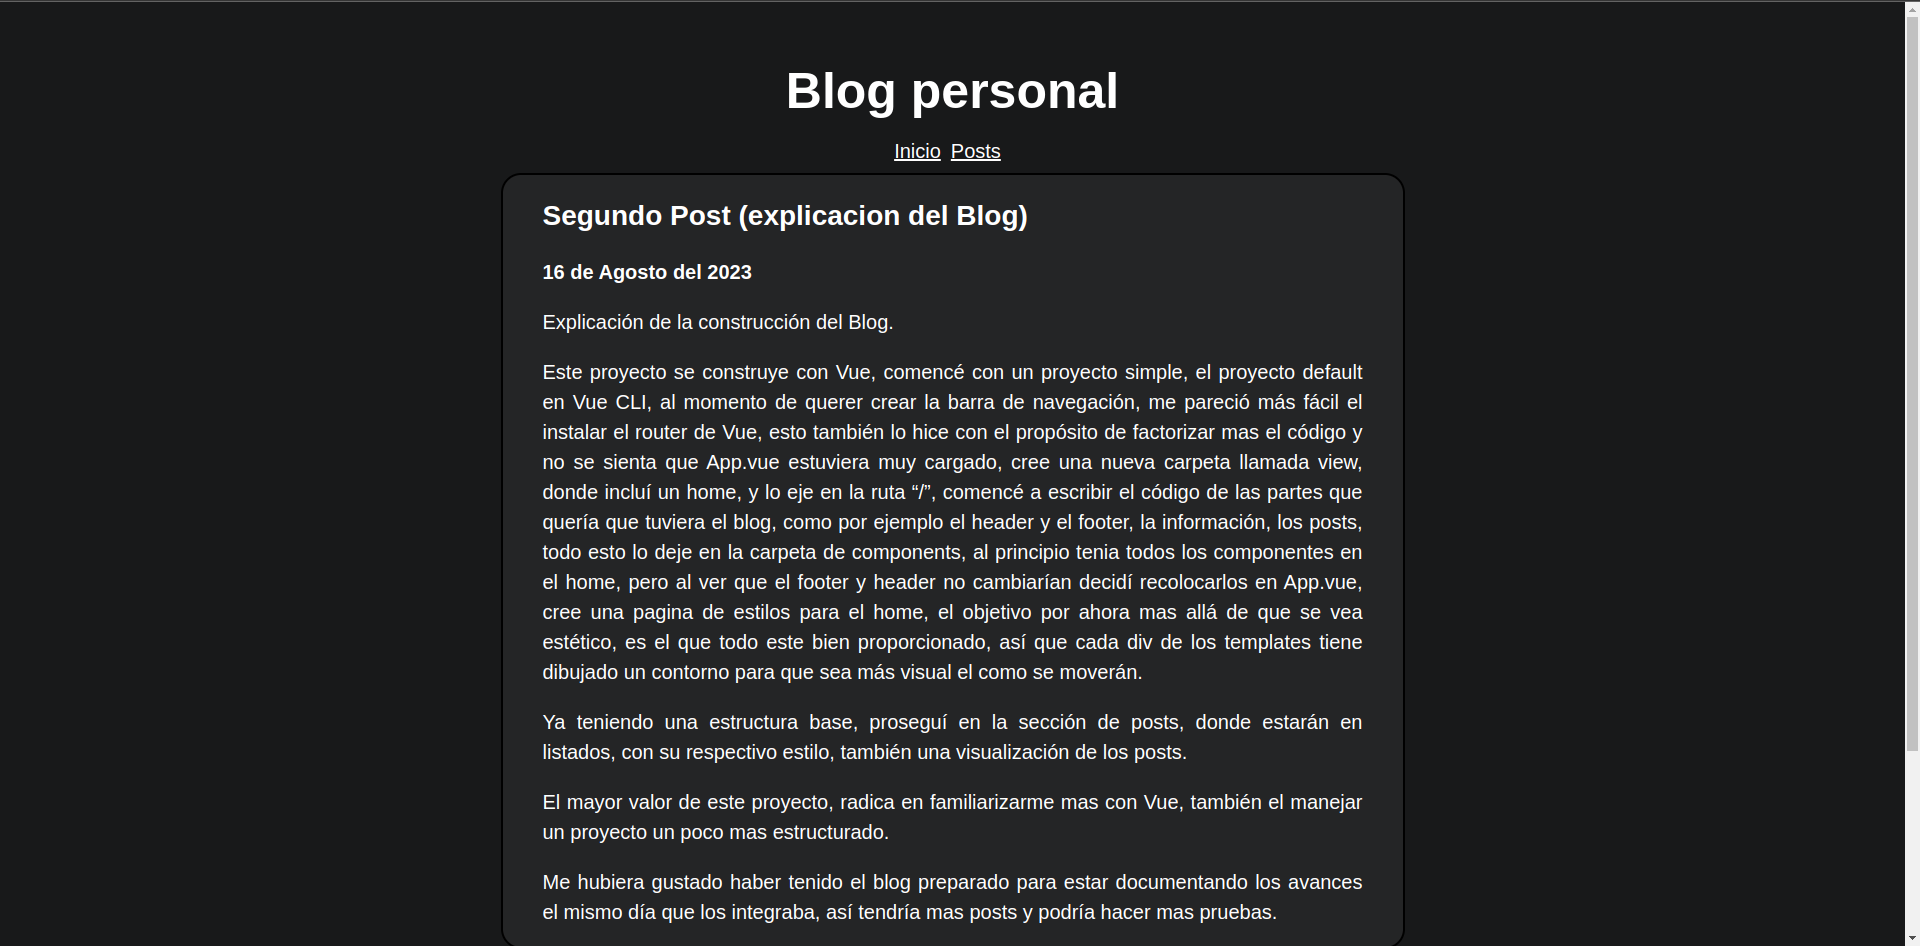 Blog personal
Inicio Posts
Segundo Post (explicacion del Blog)
16 de Agosto del 2023
Explicación de la construcción del Blog.
Este proyecto se construye con Vue, comencé con un proyecto simple, el proyecto default
en Vue CLI, al momento de querer crear la barra de navegación, me pareció más fácil el
instalar el router de Vue, esto también lo hice con el propósito de factorizar mas el código y
no se sienta que App.vue estuviera muy cargado, cree una nueva carpeta llamada view,
donde incluí un home, y lo eje en la ruta “/”, comencé a escribir el código de las partes que
quería que tuviera el blog, como por ejemplo el header y el footer, la información, los posts,
todo esto lo deje en la carpeta de components, al principio tenia todos los componentes en
el home, pero al ver que el footer y header no cambiarían decidí recolocarlos en App.vue,
cree una pagina de estilos para el home, el objetivo por ahora mas allá de que se vea
estético, es el que todo este bien proporcionado, así que cada div de los templates tiene
dibujado un contorno para que sea más visual el como se moverán.
Ya teniendo una estructura base, proseguí en la sección de posts, donde estarán en
listados, con su respectivo estilo, también una visualización de los posts.
El mayor valor de este proyecto, radica en familiarizarme mas con Vue, también el manejar
un proyecto un poco mas estructurado.
Me hubiera gustado haber tenido el blog preparado para estar documentando los avances
el mismo día que los integraba, así tendría mas posts y podría hacer mas pruebas.